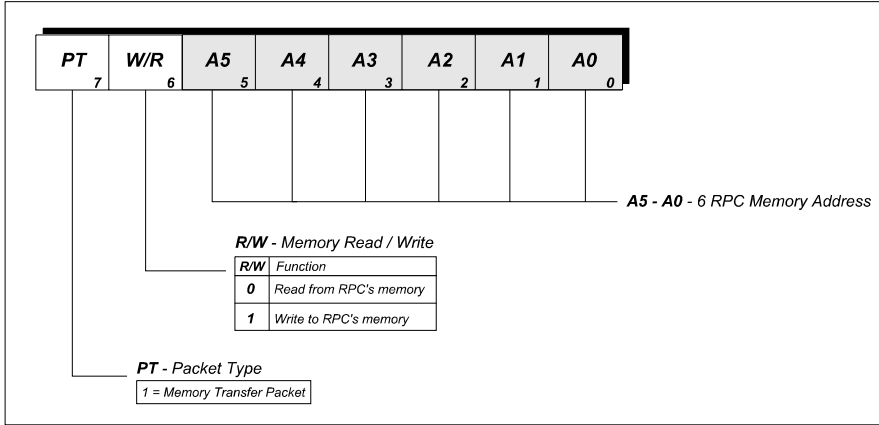 PT W/R A5 A4 A3 A2 A1 A0
7 6 5 4 3 2 1 0
A5 - A0 - 6 RPC Memory Address
R/W - Memory Read / Write
R/W Function
0 Read from RPC's memory
1 Write to RPC's memory
PT - Packet Type
1 = Memory Transfer Packet